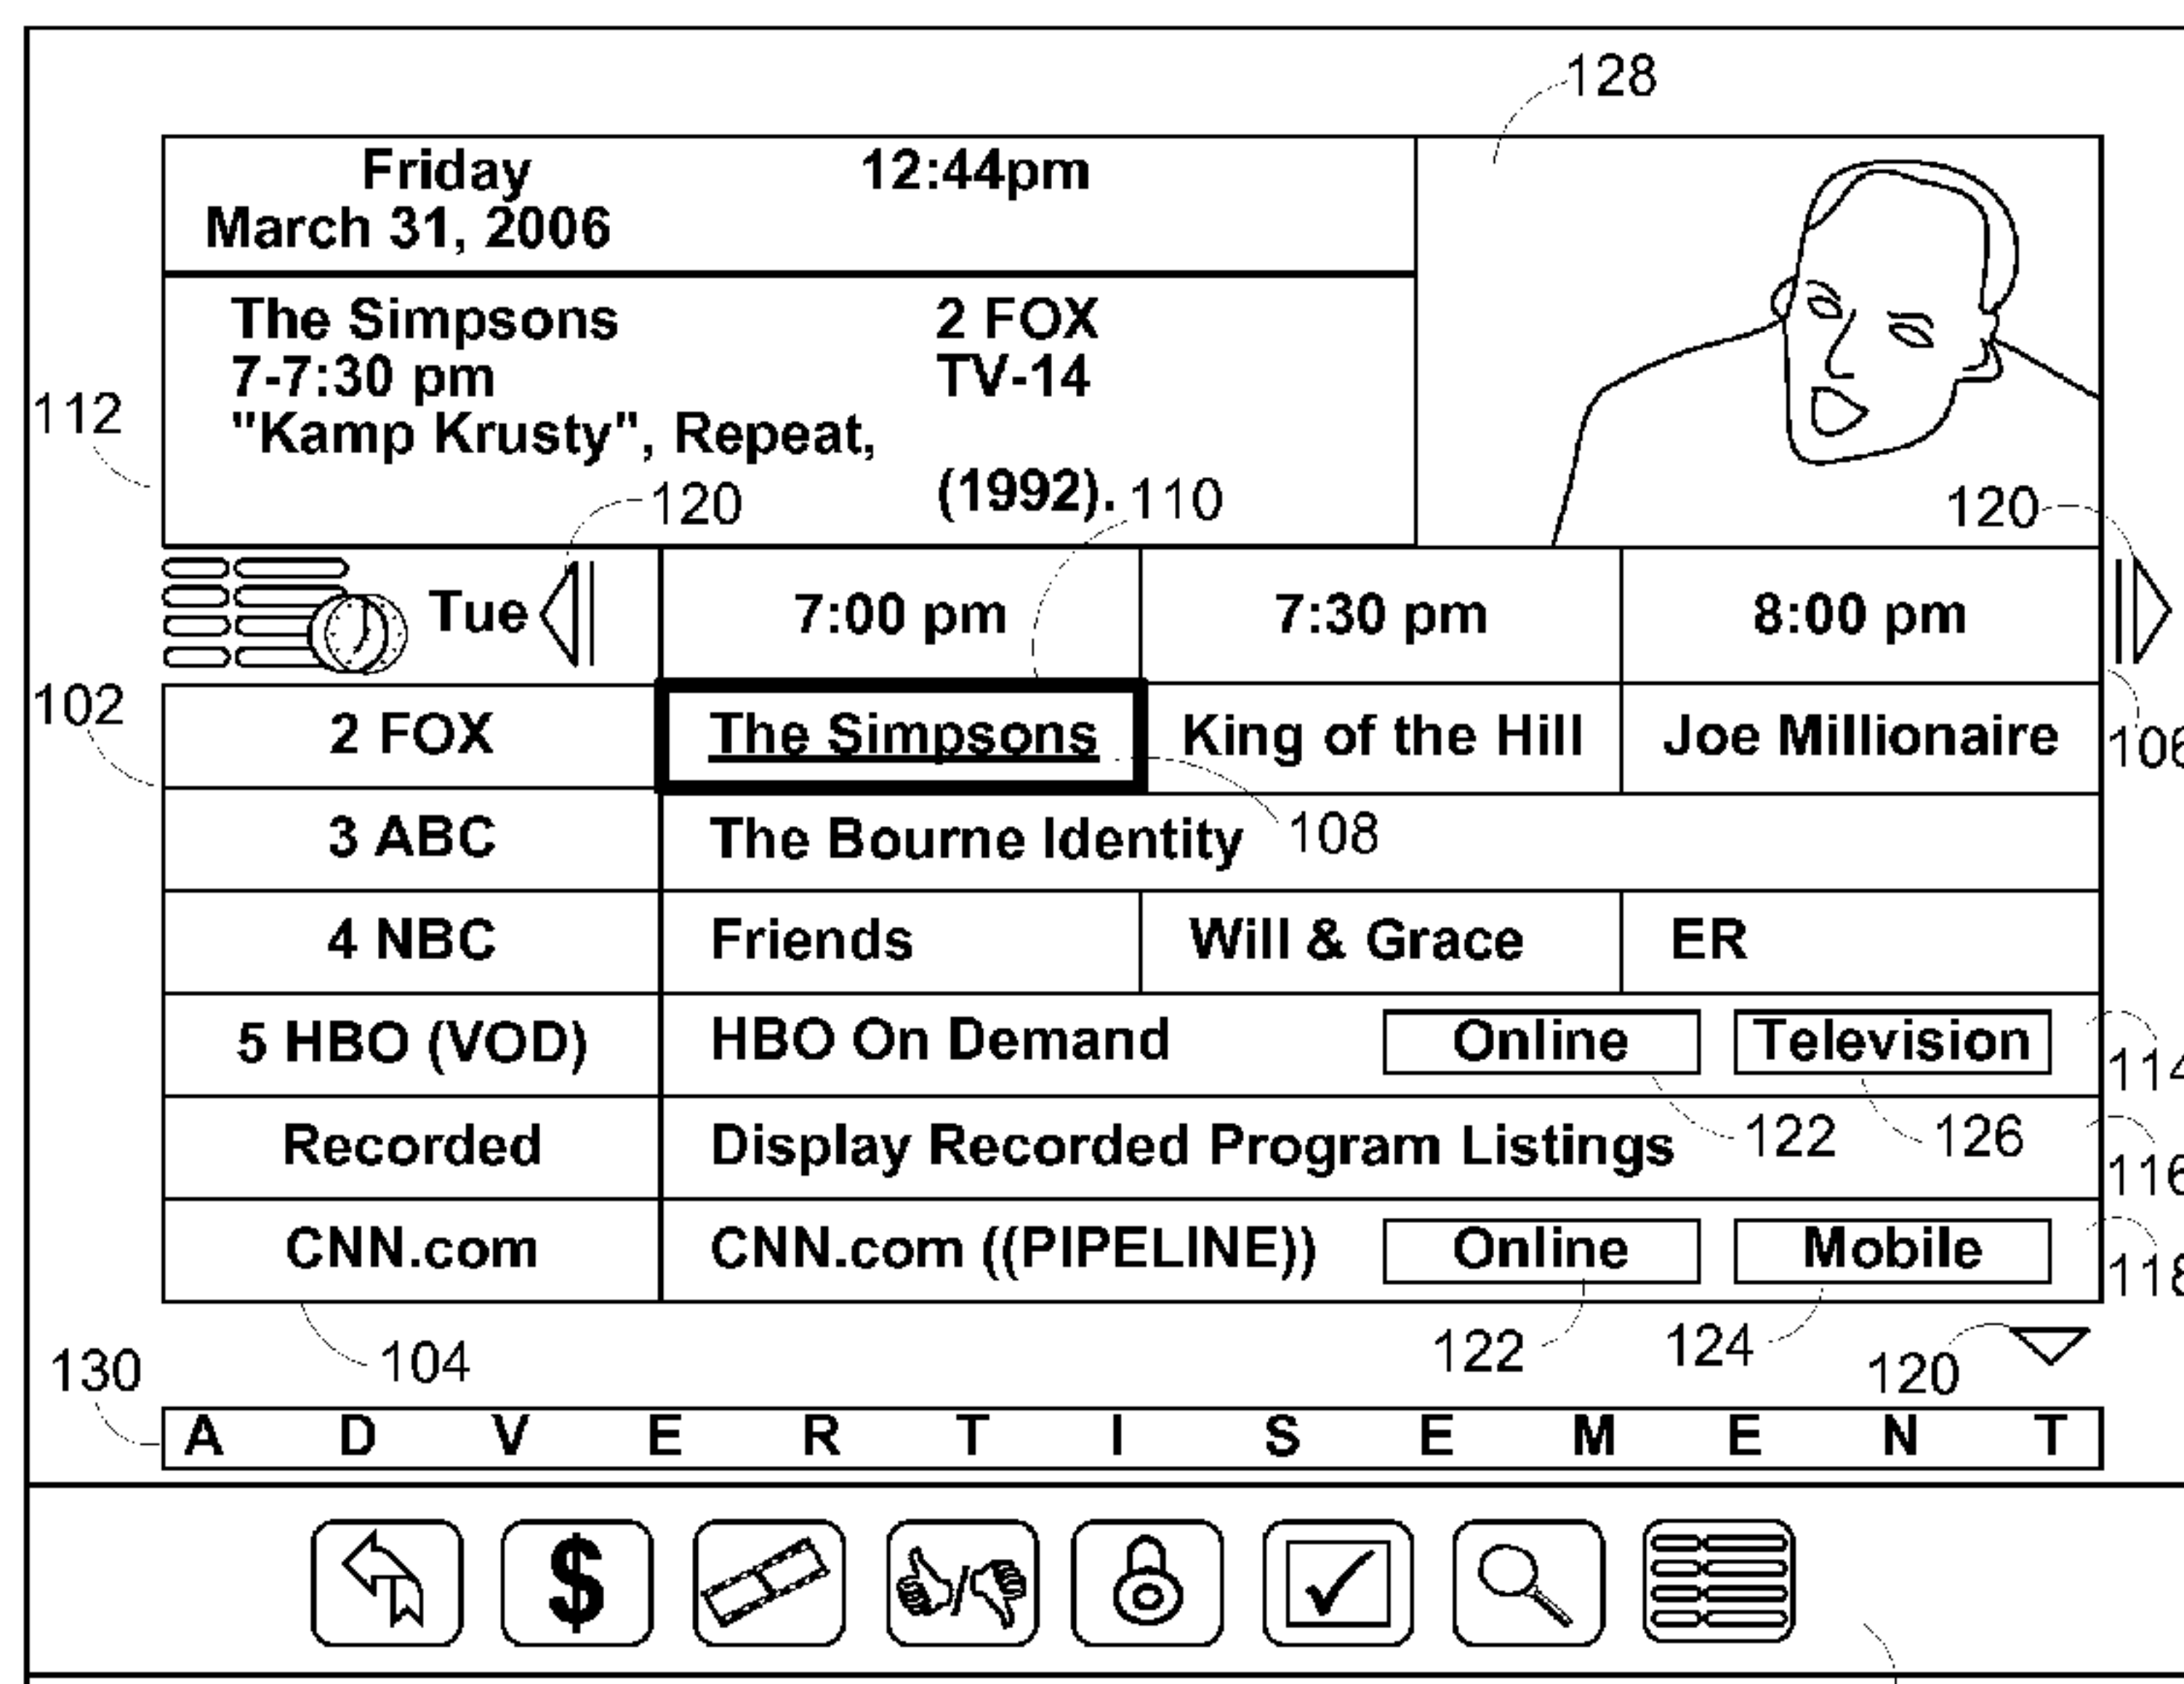 128
Friday 12:44pm
March 31, 2006
The Simpsons 2 FOX
7-7:30 pm TV-14
112
"Kamp Krusty", Repeat,
(1992).
120 110 120
Tue 7:00 pm 7:30 pm 8:00 pm
102
2 FOX The Simpsons King of the Hill Joe Millionaire
106
3 ABC The Bourne Identity 108
4 NBC Friends Will & Grace ER
5 HBO (VOD) HBO On Demand Online Television
114
122 126
Recorded Display Recorded Program Listings
116
CNN.com CNN.com ((PIPELINE)) Online Mobile
118
104 122 124 120
130
A D V E R T I S E M E N T
$